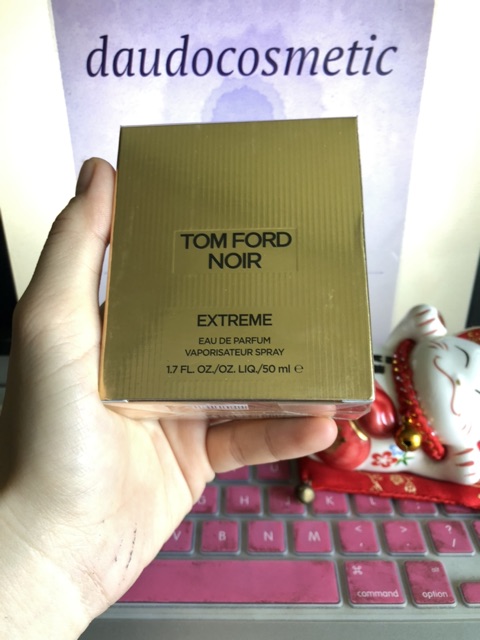 daudocosmetic
TOM FORD
NOIR
EXTREME
EAU DE PARFUM
VAPORISATEUR SPRAY
1.7 FL. OZ./OZ. LIQ./50 ml ℮
V B N M < > ? /
⌘
command
option